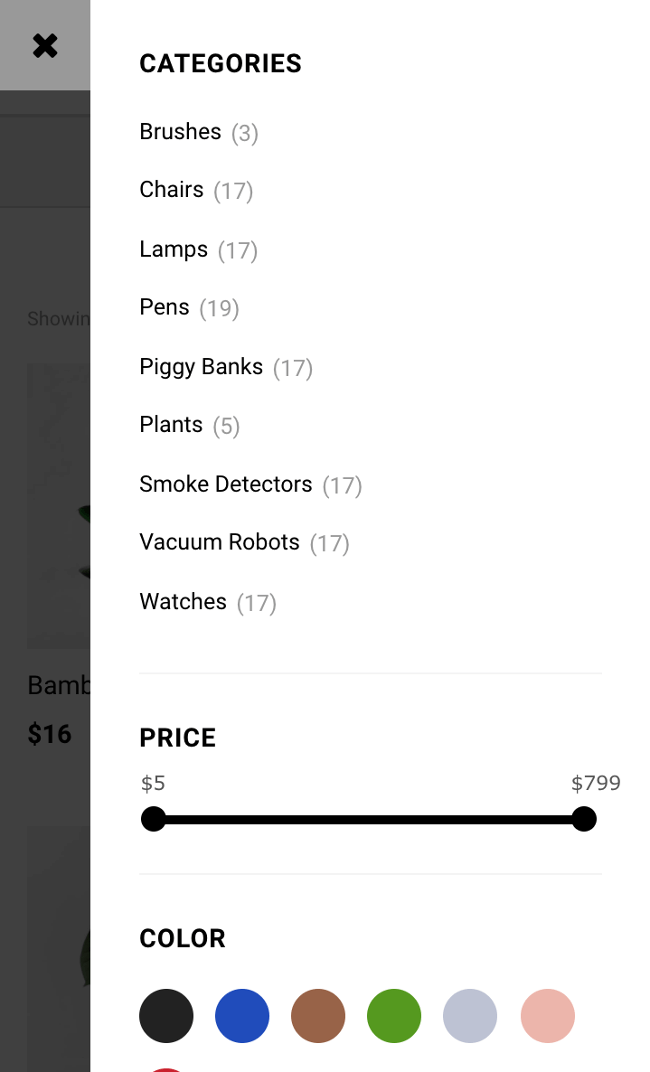 CATEGORIES
Brushes (3)
Chairs (17)
Lamps (17)
Pens (19)
Showin
Piggy Banks (17)
Plants (5)
Smoke Detectors (17)
Vacuum Robots (17)
Watches (17)
Bamb
$16
PRICE
$5 $799
COLOR